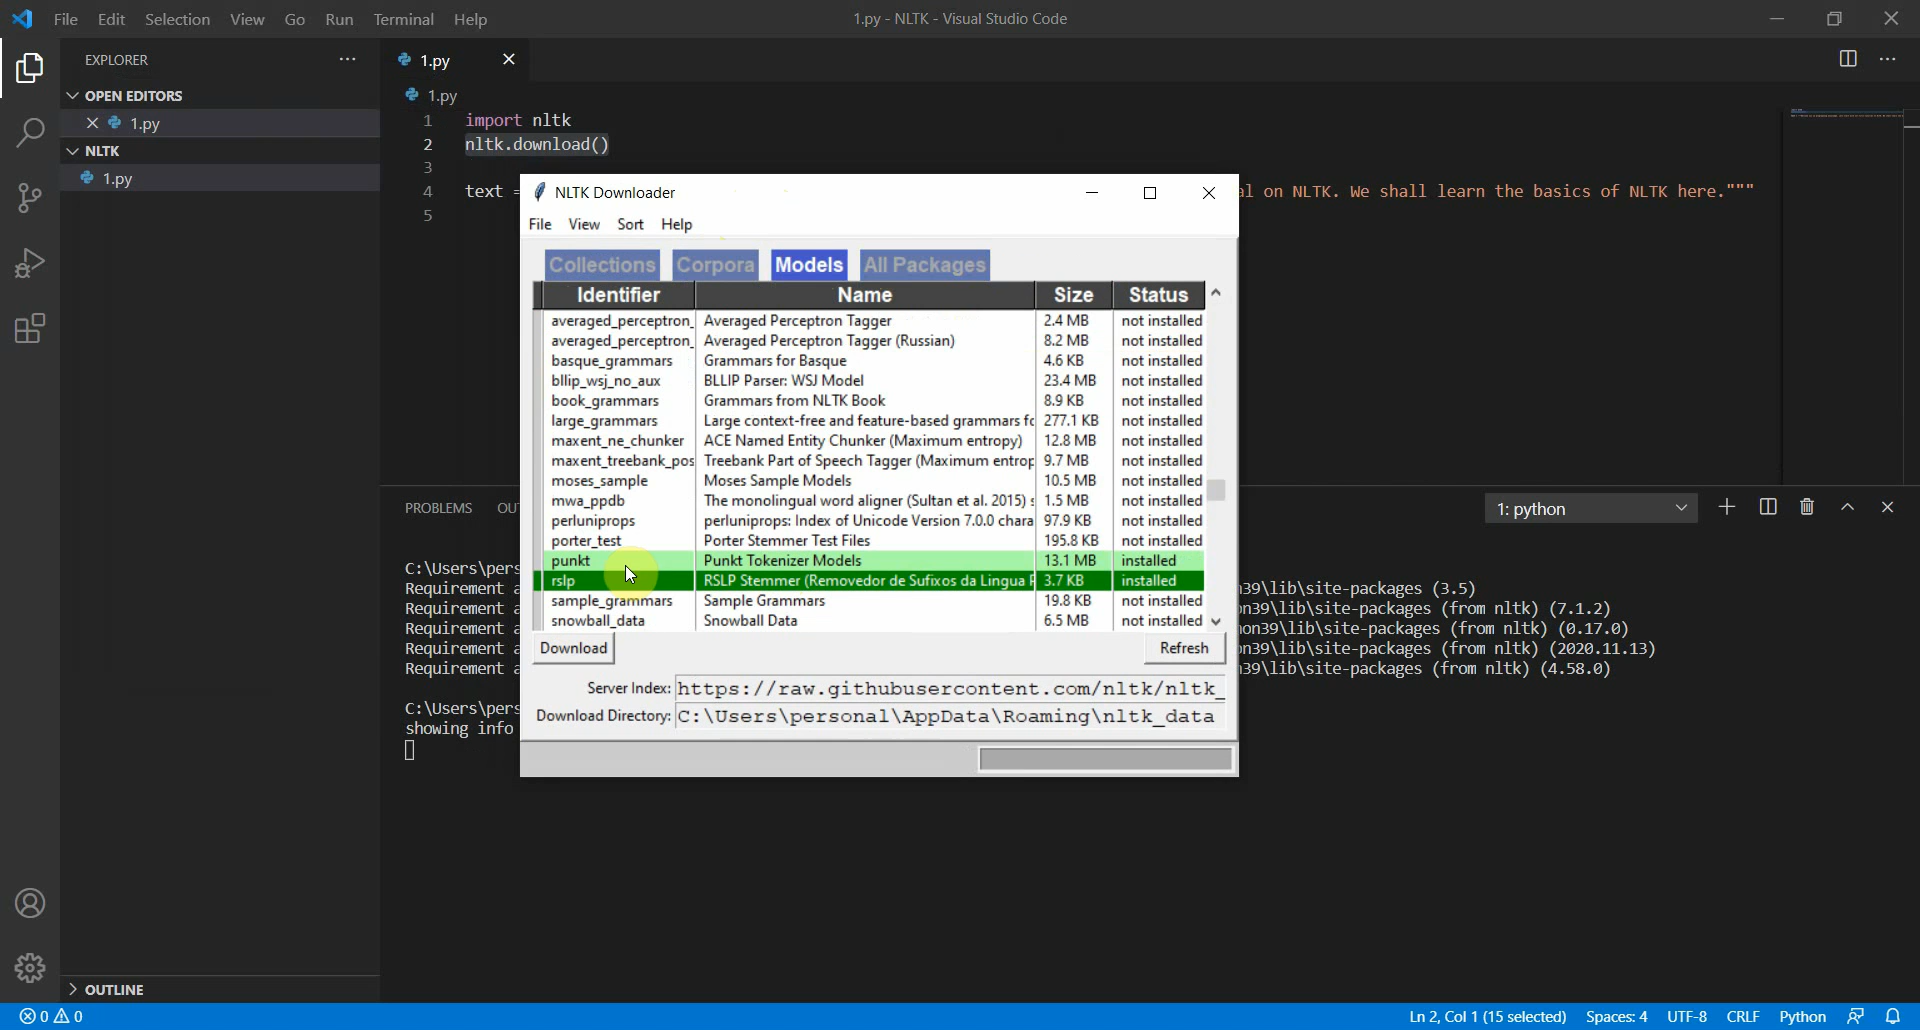 File Edit Selection View Go Run Terminal Help
1.py - NLTK - Visual Studio Code
EXPLORER
1.py
OPEN EDITORS
1.py
1.py
NLTK
1.py
1 import nltk
2 nltk.download()
3
4 text =
al on NLTK. We shall learn the basics of NLTK here."""
5
NLTK Downloader
File View Sort Help
Collections Corpora Models All Packages
Identifier Name Size Status
averaged_perceptron_ Averaged Perceptron Tagger 2.4 MB not installed
averaged_perceptron_ Averaged Perceptron Tagger (Russian) 8.2 MB not installed
basque_grammars Grammars for Basque 4.6 KB not installed
bllip_wsj_no_aux BLLIP Parser: WSJ Model 23.4 MB not installed
book_grammars Grammars from NLTK Book 8.9 KB not installed
large_grammars Large context-free and feature-based grammars fo 277.1 KB not installed
maxent_ne_chunker ACE Named Entity Chunker (Maximum entropy) 12.8 MB not installed
maxent_treebank_pos Treebank Part of Speech Tagger (Maximum entrop 9.7 MB not installed
moses_sample Moses Sample Models 10.5 MB not installed
mwa_ppdb The monolingual word aligner (Sultan et al. 2015) s 1.5 MB not installed
perluniprops perluniprops: Index of Unicode Version 7.0.0 chara 97.9 KB not installed
porter_test Porter Stemmer Test Files 195.8 KB not installed
punkt Punkt Tokenizer Models 13.1 MB installed
rslp RSLP Stemmer (Removedor de Sufixos da Lingua P 3.7 KB installed
sample_grammars Sample Grammars 19.8 KB not installed
snowball_data Snowball Data 6.5 MB not installed
Download Refresh
Server Index: https://raw.githubusercontent.com/nltk/nltk_
Download Directory: C:\Users\personal\AppData\Roaming\nltk_data
PROBLEMS OU
1: python
C:\Users\pers
Requirement a
n39\lib\site-packages (3.5)
Requirement a
on39\lib\site-packages (from nltk) (7.1.2)
Requirement a
hon39\lib\site-packages (from nltk) (0.17.0)
Requirement a
on39\lib\site-packages (from nltk) (2020.11.13)
Requirement a
n39\lib\site-packages (from nltk) (4.58.0)
C:\Users\pers
showing info
OUTLINE
0 0
Ln 2, Col 1 (15 selected) Spaces: 4 UTF-8 CRLF Python